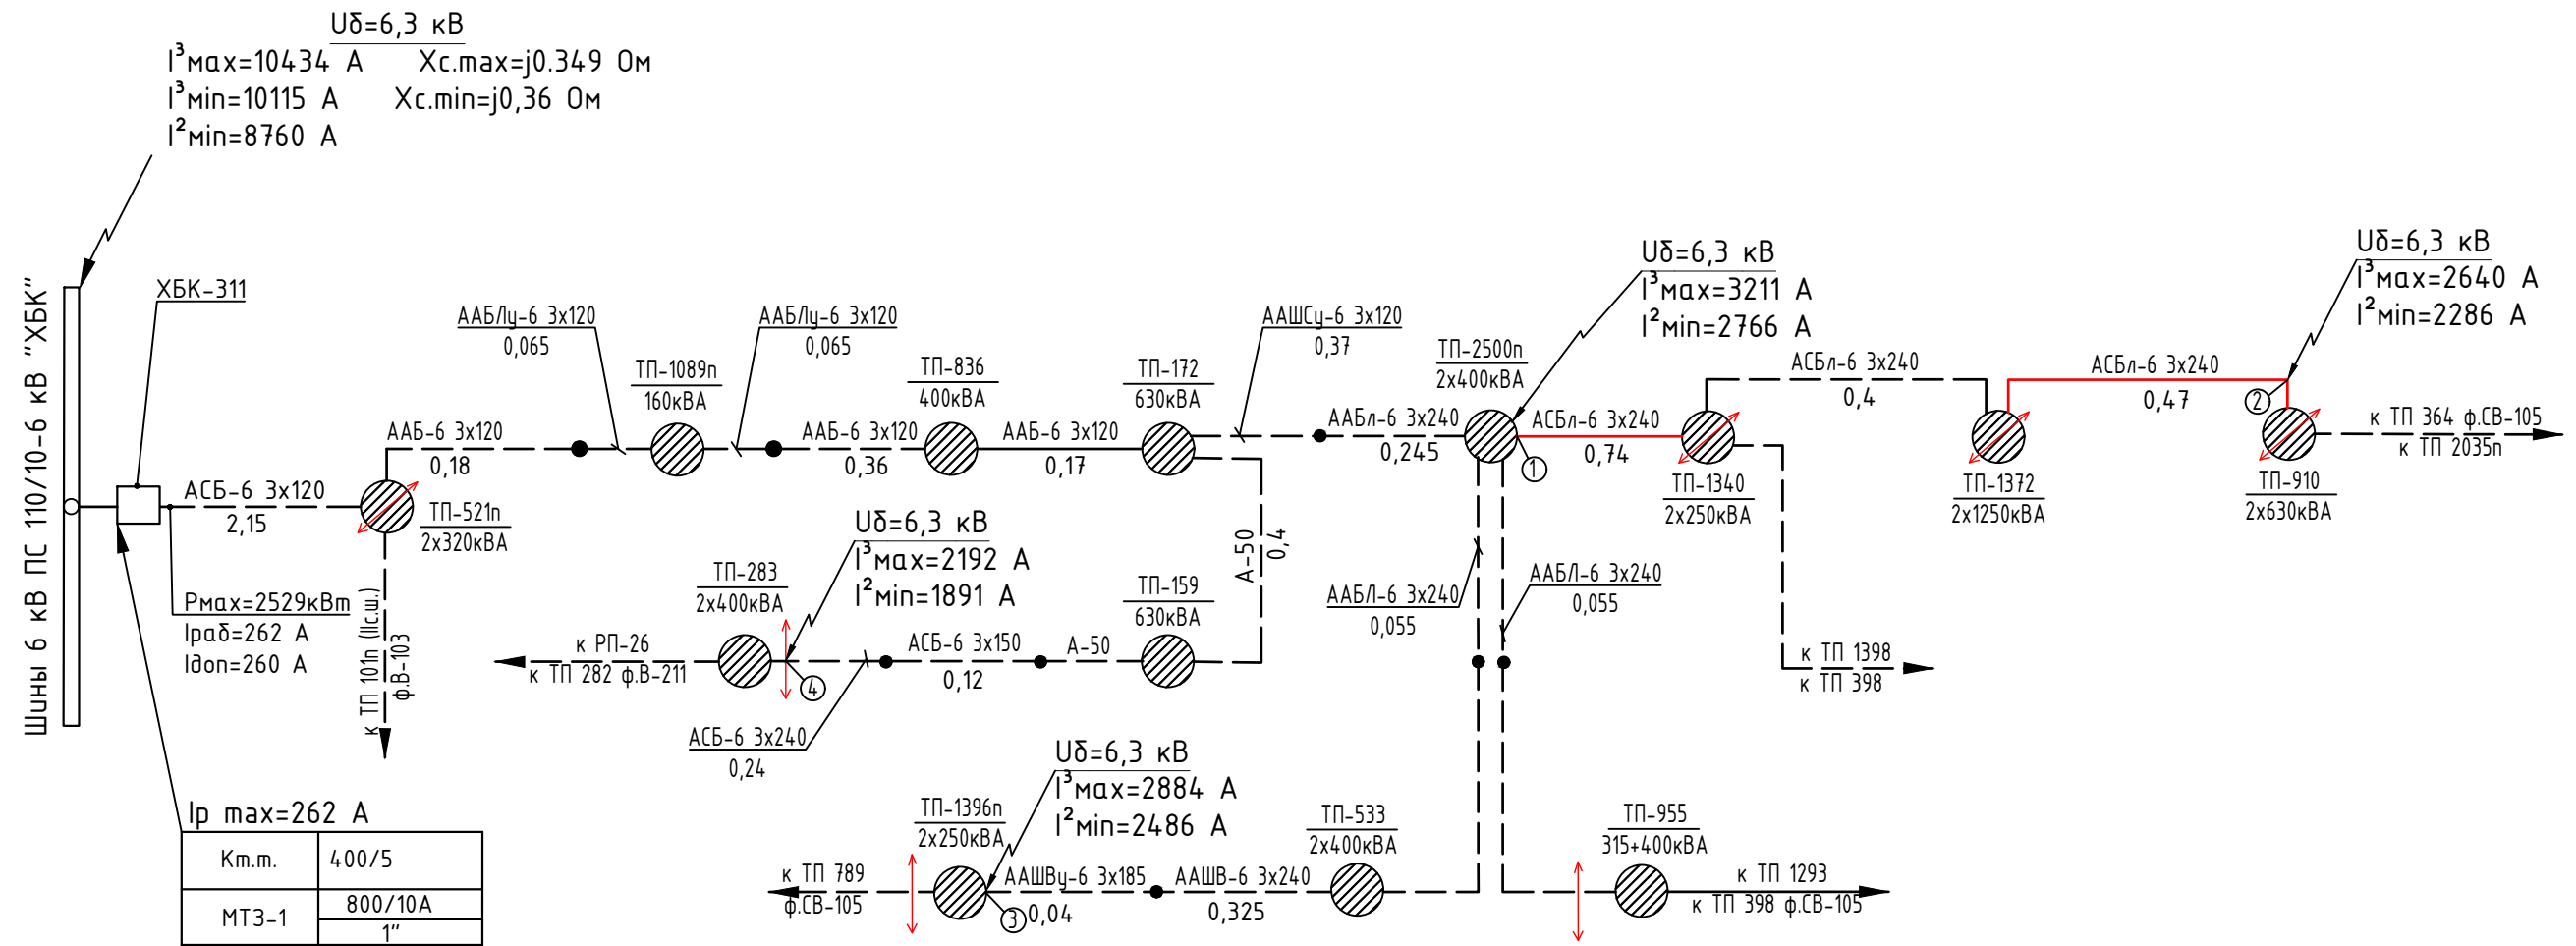 Uб=6,3 кВ
I³мах=10434 А Хс.max=j0.349 Ом
I³min=10115 А Хс.min=j0,36 Ом
I²min=8760 А
Шины 6 кВ ПС 110/10-6 кВ "ХБК"
ХБК-311
АСБ-6 3х120
2,15
Рмах=2529кВт
Iраб=262 А
Iдоп=260 А
ТП-521п
2х320кВА
к ТП 101п (IIс.ш.)
ф.В-103
ААБ-6 3х120
0,18
ААБЛу-6 3х120
0,065
ТП-1089п
160кВА
ААБЛу-6 3х120
0,065
ААБ-6 3х120
0,36
ТП-836
400кВА
ААБ-6 3х120
0,17
ТП-172
630кВА
ААШСу-6 3х120
0,37
ААБл-6 3х240
0,245
ТП-2500п
2х400кВА
Uб=6,3 кВ
I³мах=3211 А
I²min=2766 А
1
АСБл-6 3х240
0,74
ТП-1340
2х250кВА
АСБл-6 3х240
0,4
ТП-1372
2х1250кВА
АСБл-6 3х240
0,47
Uб=6,3 кВ
I³мах=2640 А
I²min=2286 А
2
ТП-910
2х630кВА
к ТП 364 ф.СВ-105
к ТП 2035п
к ТП 1398
к ТП 398
А-50
0,4
ТП-159
630кВА
А-50
АСБ-6 3х150
0,12
АСБ-6 3х240
0,24
Uб=6,3 кВ
I³мах=2192 А
I²min=1891 А
4
ТП-283
2х400кВА
к РП-26
к ТП 282 ф.В-211
ААБЛ-6 3х240
0,055
ААБЛ-6 3х240
0,055
Uб=6,3 кВ
I³мах=2884 А
I²min=2486 А
ТП-1396п
2х250кВА
к ТП 789
ф.СВ-105
3
ААШВу-6 3х185
0,04
ААШВ-6 3х240
0,325
ТП-533
2х400кВА
ТП-955
315+400кВА
к ТП 1293
к ТП 398 ф.СВ-105
Iр max=262 А
Кт.т. 400/5
МТЗ-1 800/10А
1"